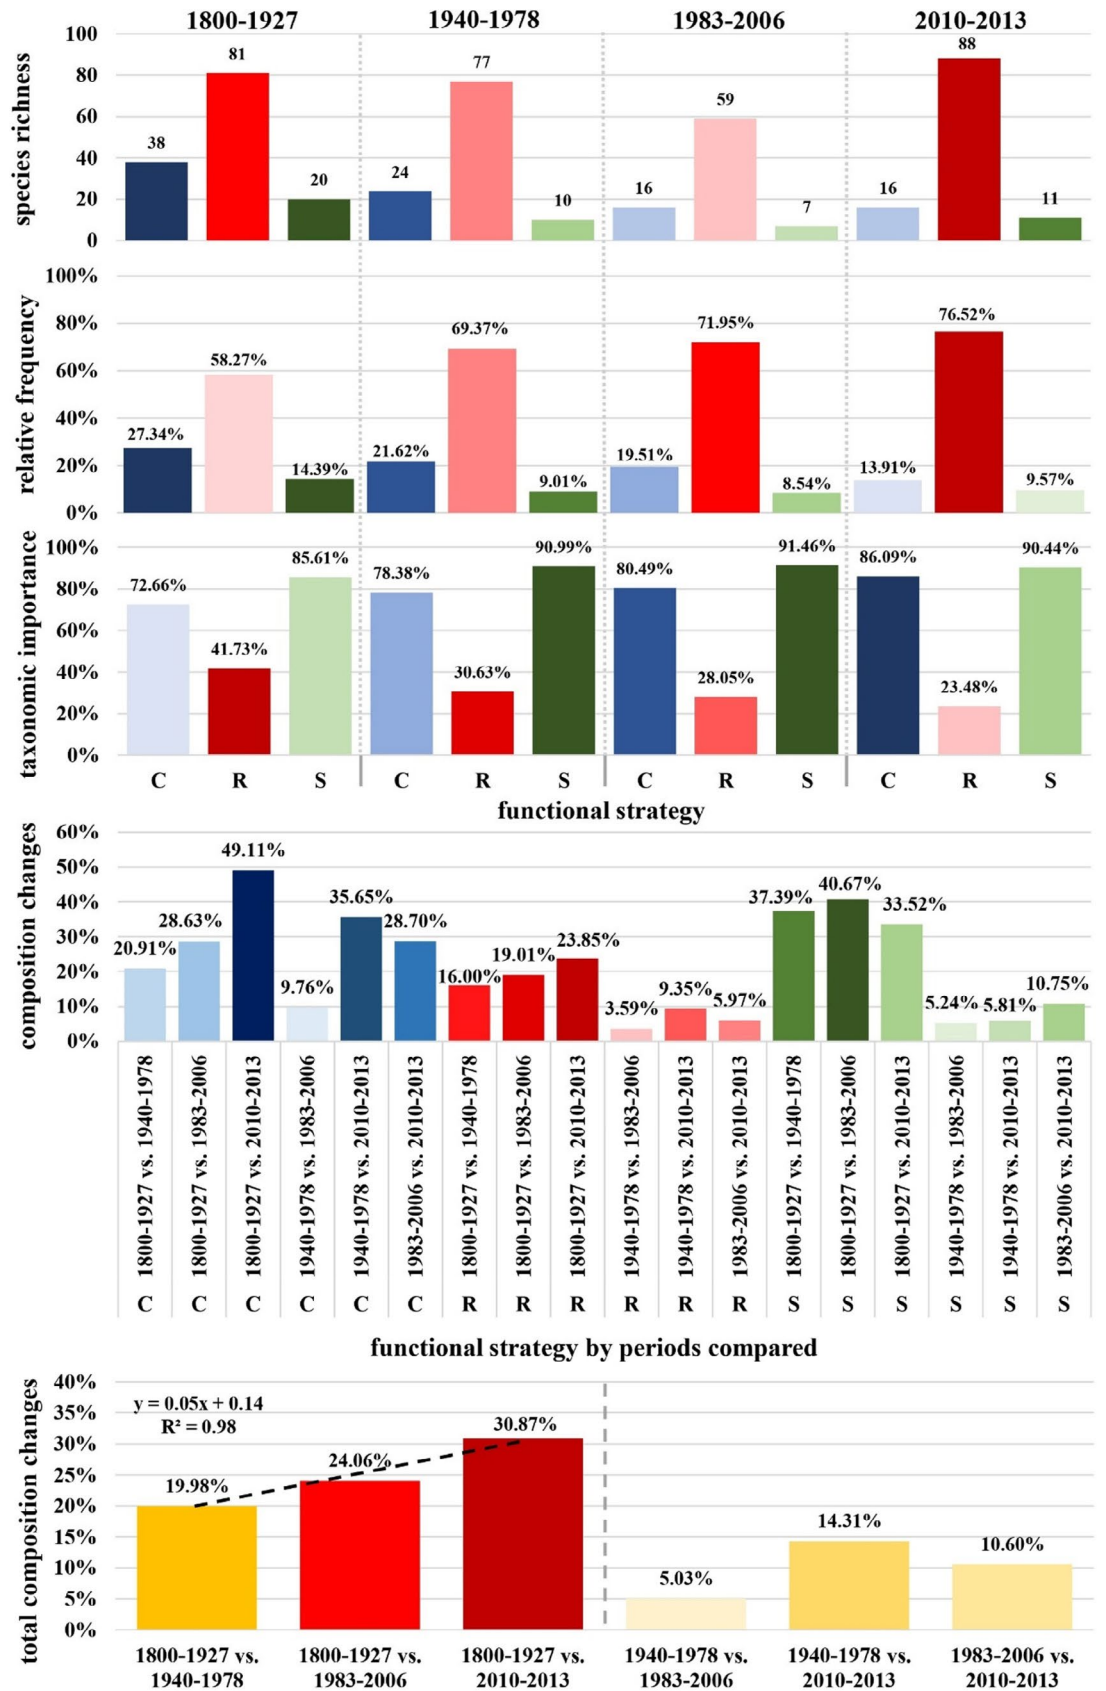 1800-1927 1940-1978 1983-2006 2010-2013
species richness
100
80
60
40
20
0
38 81 20 24 77 10 16 59 7 16 88 11
relative frequency
100%
80%
60%
40%
20%
0%
27.34% 58.27% 14.39% 21.62% 69.37% 9.01% 19.51% 71.95% 8.54% 13.91% 76.52% 9.57%
taxonomic importance
100%
80%
60%
40%
20%
0%
72.66% 41.73% 85.61% 78.38% 30.63% 90.99% 80.49% 28.05% 91.46% 86.09% 23.48% 90.44%
C R S C R S C R S C R S
functional strategy
composition changes
60%
50%
40%
30%
20%
10%
0%
20.91% 28.63% 49.11% 9.76% 35.65% 28.70% 16.00% 19.01% 23.85% 3.59% 9.35% 5.97% 37.39% 40.67% 33.52% 5.24% 5.81% 10.75%
1800-1927 vs. 1940-1978
1800-1927 vs. 1983-2006
1800-1927 vs. 2010-2013
1940-1978 vs. 1983-2006
1940-1978 vs. 2010-2013
1983-2006 vs. 2010-2013
1800-1927 vs. 1940-1978
1800-1927 vs. 1983-2006
1800-1927 vs. 2010-2013
1940-1978 vs. 1983-2006
1940-1978 vs. 2010-2013
1983-2006 vs. 2010-2013
1800-1927 vs. 1940-1978
1800-1927 vs. 1983-2006
1800-1927 vs. 2010-2013
1940-1978 vs. 1983-2006
1940-1978 vs. 2010-2013
1983-2006 vs. 2010-2013
C C C C C C R R R R R R S S S S S S
functional strategy by periods compared
total composition changes
40%
35%
30%
25%
20%
15%
10%
5%
0%
y = 0.05x + 0.14
R² = 0.98
19.98% 24.06% 30.87% 5.03% 14.31% 10.60%
1800-1927 vs. 1800-1927 vs. 1800-1927 vs. 1940-1978 vs. 1940-1978 vs. 1983-2006 vs.
1940-1978 1983-2006 2010-2013 1983-2006 2010-2013 2010-2013